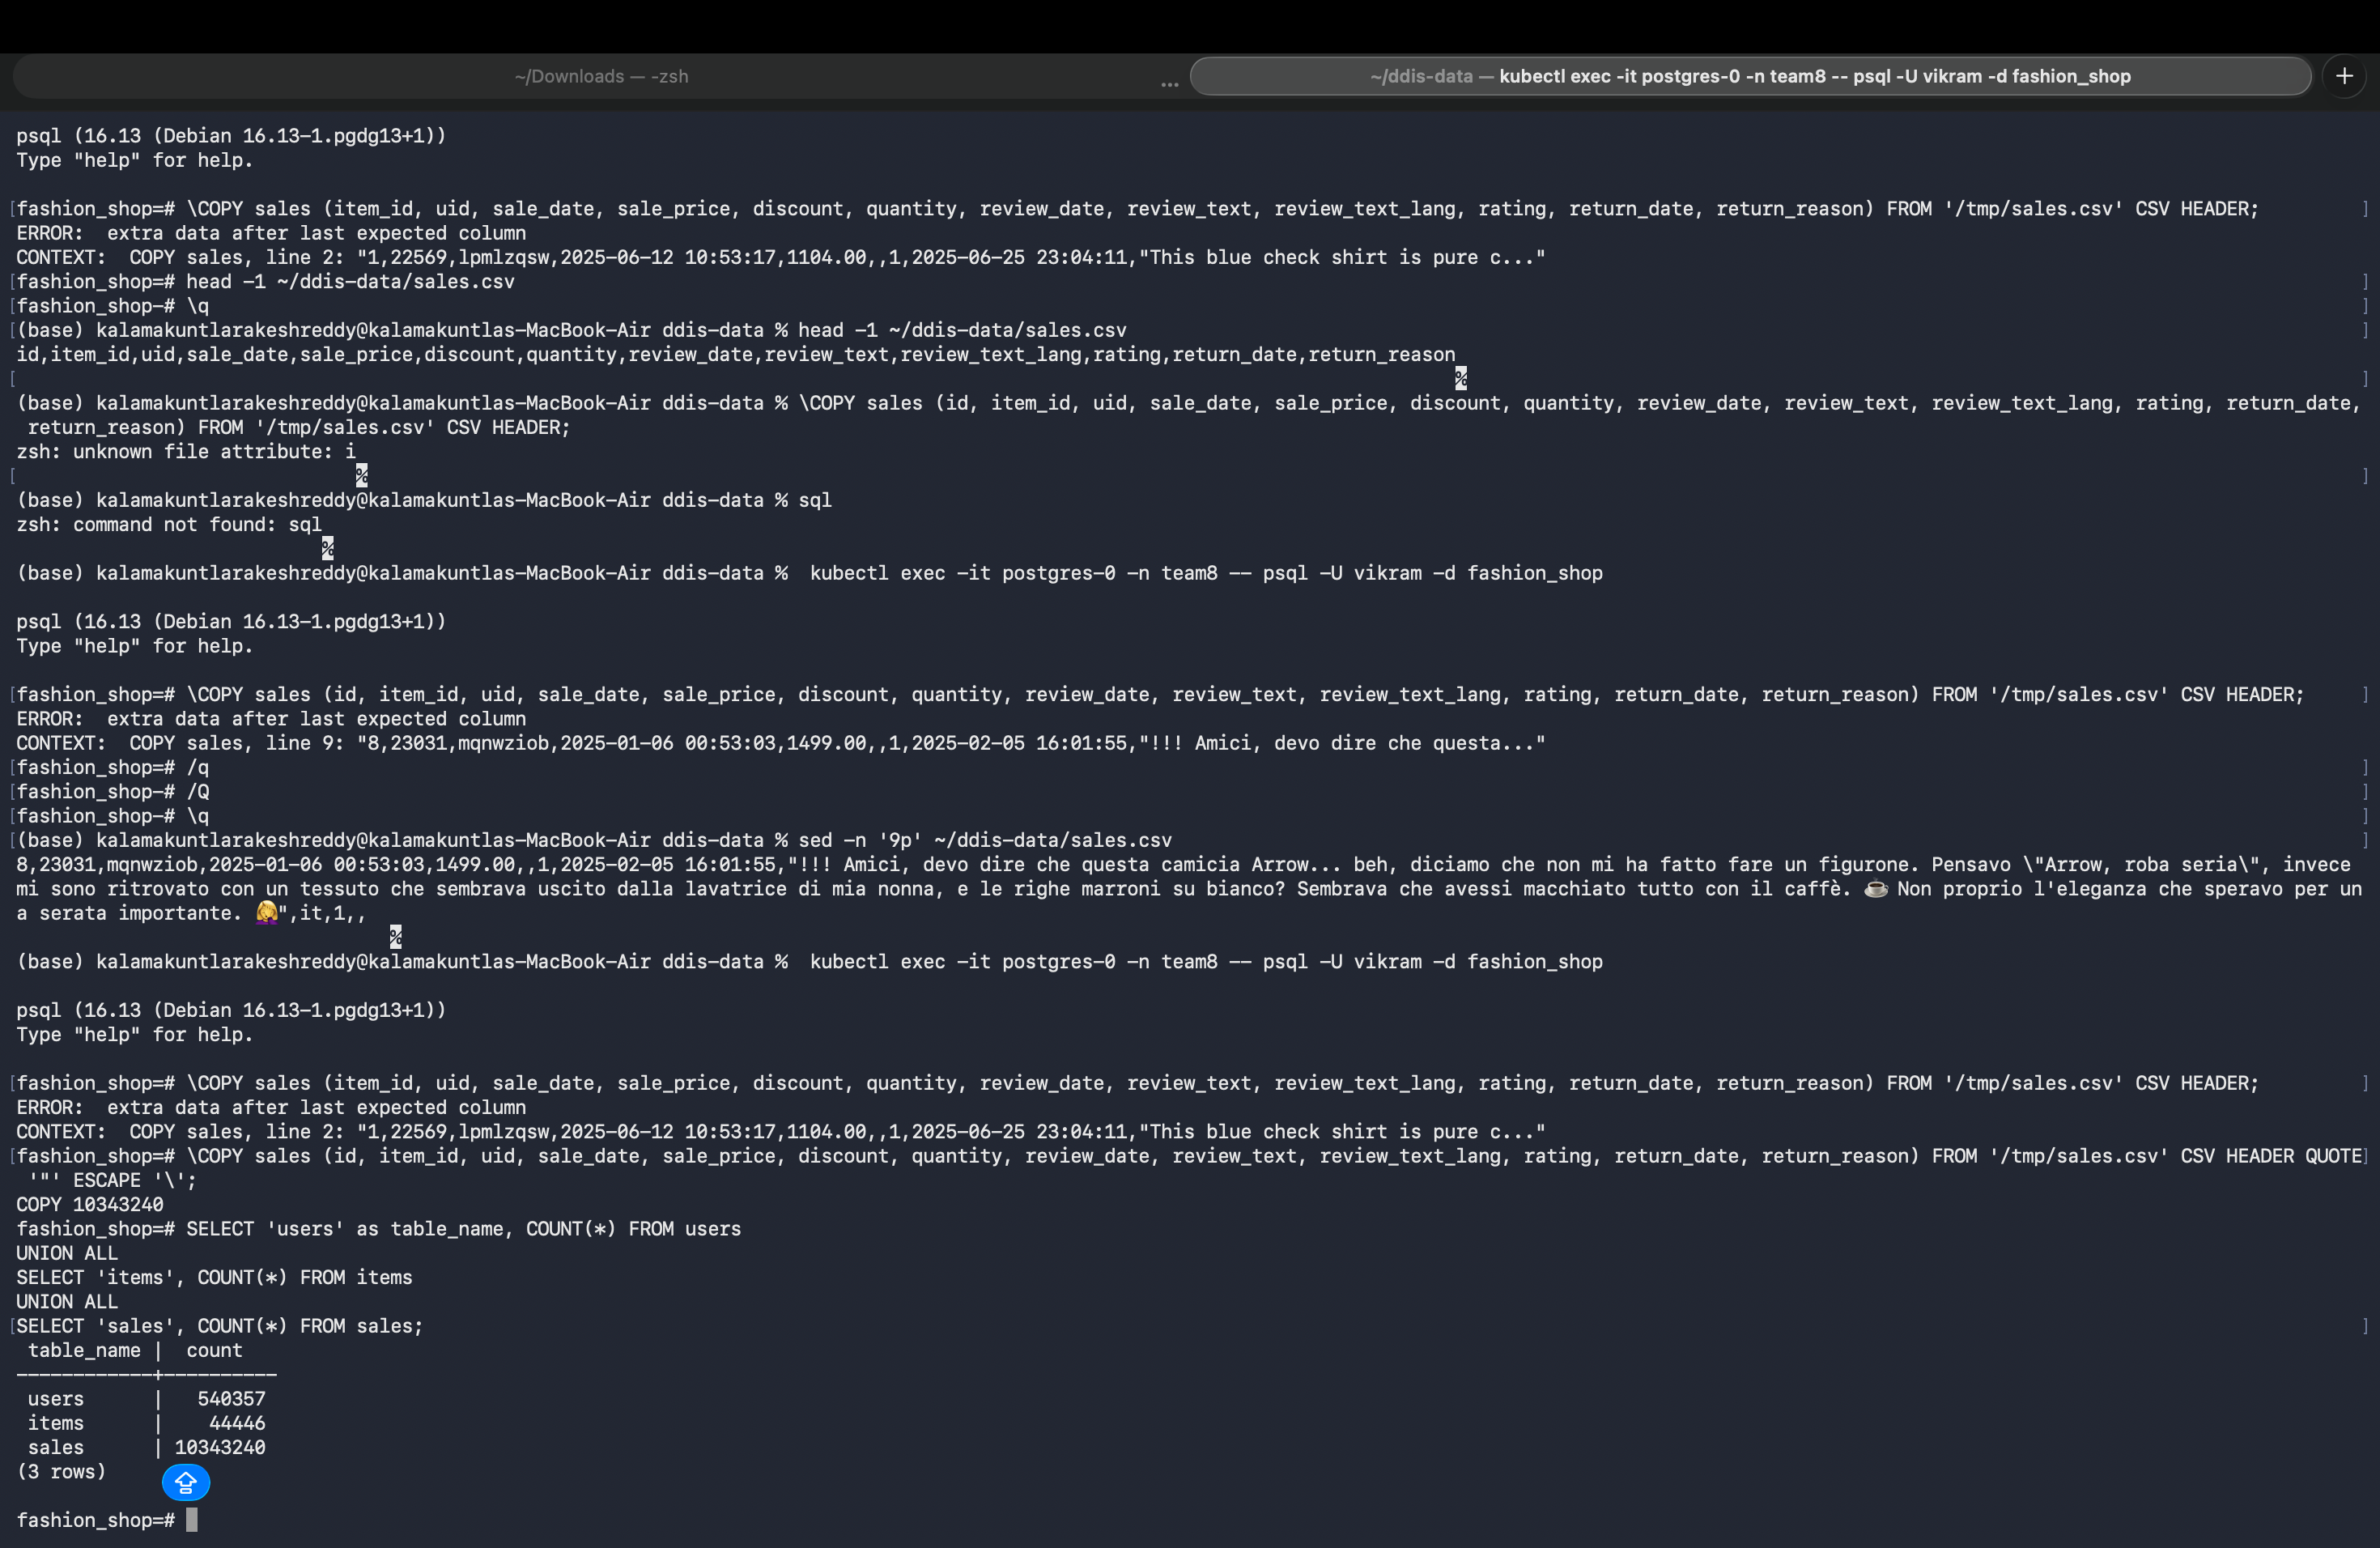 ~/Downloads — -zsh
... ~/ddis-data — kubectl exec -it postgres-0 -n team8 -- psql -U vikram -d fashion_shop +
psql (16.13 (Debian 16.13-1.pgdg13+1))
Type "help" for help.
[fashion_shop=# \COPY sales (item_id, uid, sale_date, sale_price, discount, quantity, review_date, review_text, review_text_lang, rating, return_date, return_reason) FROM '/tmp/sales.csv' CSV HEADER; ]
ERROR:  extra data after last expected column
CONTEXT:  COPY sales, line 2: "1,22569,lpmlzqsw,2025-06-12 10:53:17,1104.00,,1,2025-06-25 23:04:11,"This blue check shirt is pure c..."
[fashion_shop=# head -1 ~/ddis-data/sales.csv ]
[fashion_shop-# \q ]
[(base) kalamakuntlarakeshreddy@kalamakuntlas-MacBook-Air ddis-data % head -1 ~/ddis-data/sales.csv ]
id,item_id,uid,sale_date,sale_price,discount,quantity,review_date,review_text,review_text_lang,rating,return_date,return_reason
[ % ]
(base) kalamakuntlarakeshreddy@kalamakuntlas-MacBook-Air ddis-data % \COPY sales (id, item_id, uid, sale_date, sale_price, discount, quantity, review_date, review_text, review_text_lang, rating, return_date,
return_reason) FROM '/tmp/sales.csv' CSV HEADER;
zsh: unknown file attribute: i
[ % ]
(base) kalamakuntlarakeshreddy@kalamakuntlas-MacBook-Air ddis-data % sql
zsh: command not found: sql
%
(base) kalamakuntlarakeshreddy@kalamakuntlas-MacBook-Air ddis-data %  kubectl exec -it postgres-0 -n team8 -- psql -U vikram -d fashion_shop
psql (16.13 (Debian 16.13-1.pgdg13+1))
Type "help" for help.
[fashion_shop=# \COPY sales (id, item_id, uid, sale_date, sale_price, discount, quantity, review_date, review_text, review_text_lang, rating, return_date, return_reason) FROM '/tmp/sales.csv' CSV HEADER; ]
ERROR:  extra data after last expected column
CONTEXT:  COPY sales, line 9: "8,23031,mqnwziob,2025-01-06 00:53:03,1499.00,,1,2025-02-05 16:01:55,"!!! Amici, devo dire che questa..."
[fashion_shop=# /q ]
[fashion_shop-# /Q ]
[fashion_shop-# \q ]
[(base) kalamakuntlarakeshreddy@kalamakuntlas-MacBook-Air ddis-data % sed -n '9p' ~/ddis-data/sales.csv ]
8,23031,mqnwziob,2025-01-06 00:53:03,1499.00,,1,2025-02-05 16:01:55,"!!! Amici, devo dire che questa camicia Arrow... beh, diciamo che non mi ha fatto fare un figurone. Pensavo \"Arrow, roba seria\", invece
mi sono ritrovato con un tessuto che sembrava uscito dalla lavatrice di mia nonna, e le righe marroni su bianco? Sembrava che avessi macchiato tutto con il caffè. ☕ Non proprio l'eleganza che speravo per un
a serata importante. 🤦‍♀️",it,1,,
%
(base) kalamakuntlarakeshreddy@kalamakuntlas-MacBook-Air ddis-data %  kubectl exec -it postgres-0 -n team8 -- psql -U vikram -d fashion_shop
psql (16.13 (Debian 16.13-1.pgdg13+1))
Type "help" for help.
[fashion_shop=# \COPY sales (item_id, uid, sale_date, sale_price, discount, quantity, review_date, review_text, review_text_lang, rating, return_date, return_reason) FROM '/tmp/sales.csv' CSV HEADER; ]
ERROR:  extra data after last expected column
CONTEXT:  COPY sales, line 2: "1,22569,lpmlzqsw,2025-06-12 10:53:17,1104.00,,1,2025-06-25 23:04:11,"This blue check shirt is pure c..."
[fashion_shop=# \COPY sales (id, item_id, uid, sale_date, sale_price, discount, quantity, review_date, review_text, review_text_lang, rating, return_date, return_reason) FROM '/tmp/sales.csv' CSV HEADER QUOTE]
'"' ESCAPE '\';
COPY 10343240
fashion_shop=# SELECT 'users' as table_name, COUNT(*) FROM users
UNION ALL
SELECT 'items', COUNT(*) FROM items
UNION ALL
[SELECT 'sales', COUNT(*) FROM sales; ]
table_name |  count
------------+----------
users      |   540357
items      |    44446
sales      | 10343240
(3 rows)
fashion_shop=#